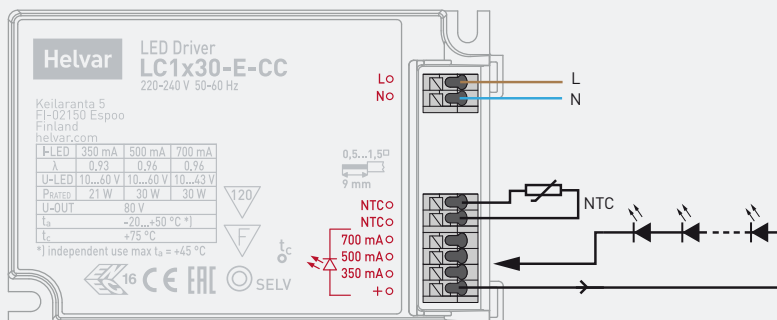 Helvar
LED Driver
LC1x30-E-CC
220-240 V 50-60 Hz
Keilaranta 5
FI-02150 Espoo
Finland
helvar.com
I-LED 350 mA 500 mA 700 mA
λ 0.93 0.96 0.96
U-LED 10...60 V 10...60 V 10...43 V
PRATED 21 W 30 W 30 W
U-OUT 80 V
ta -20...+50 °C *)
tc +75 °C
*) independent use max ta = +45 °C
16
EAC
SELV
120
F
tc
0,5...1,5
9 mm
L
N
NTC
NTC
700 mA
500 mA
350 mA
+
L
N
NTC